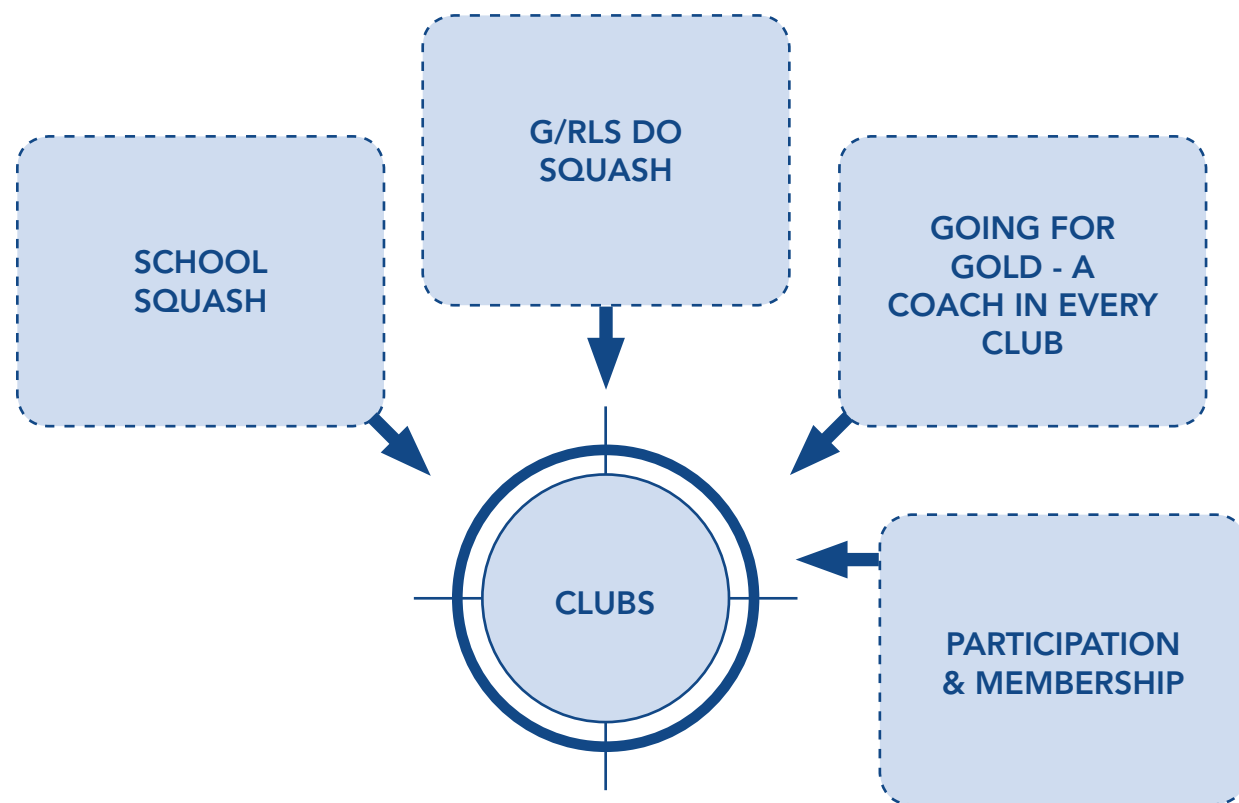 G/RLS DO
SQUASH
SCHOOL
SQUASH
GOING FOR
GOLD - A
COACH IN EVERY
CLUB
CLUBS
PARTICIPATION
& MEMBERSHIP